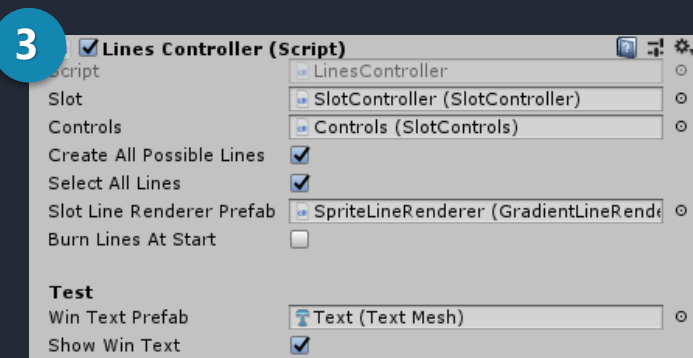 3
Lines Controller (Script)
Script LinesController
Slot SlotController (SlotController)
Controls Controls (SlotControls)
Create All Possible Lines
Select All Lines
Slot Line Renderer Prefab SpriteLineRenderer (GradientLineRende
Burn Lines At Start
Test
Win Text Prefab Text (Text Mesh)
Show Win Text